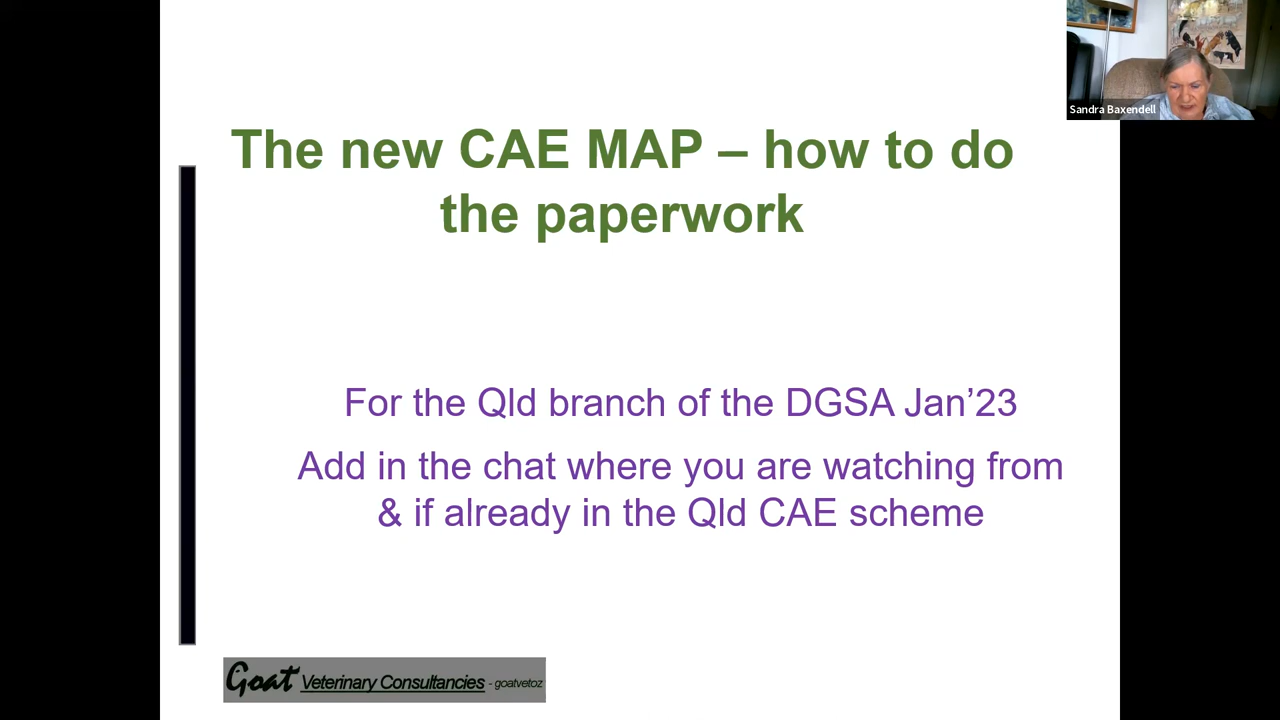 Sandra Baxendell
The new CAE MAP – how to do
the paperwork
For the Qld branch of the DGSA Jan’23
Add in the chat where you are watching from
& if already in the Qld CAE scheme
Goat Veterinary Consultancies - goatvetoz